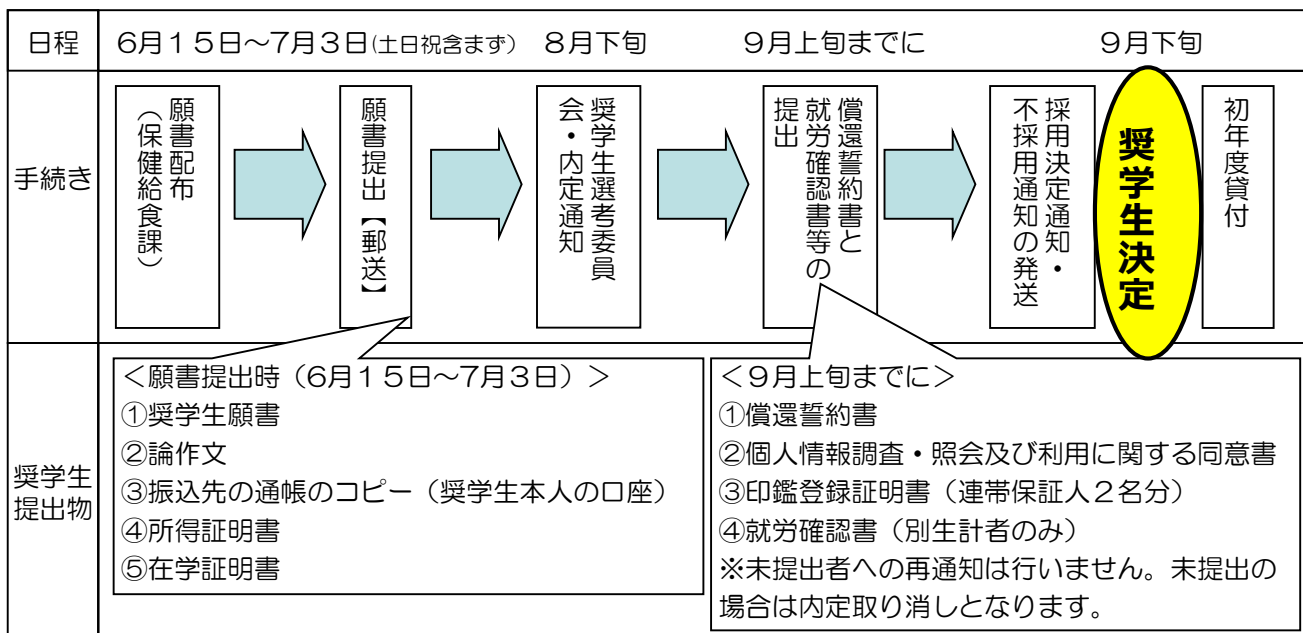 日程
6月15日~7月3日(土日祝含まず)
8月下旬
9月上旬までに
9月下旬
手続き
願書配布
(保健給食課)
願書提出【郵送】
奨学生選考委員
会・内定通知
償還誓約書と
就労確認書等の
提出
採用決定通知・
不採用通知の発送
奨学生決定
初年度貸付
奨学生
提出物
<願書提出時(6月15日~7月3日)>
①奨学生願書
②論作文
③振込先の通帳のコピー(奨学生本人の口座)
④所得証明書
⑤在学証明書
<9月上旬までに>
①償還誓約書
②個人情報調査・照会及び利用に関する同意書
③印鑑登録証明書(連帯保証人2名分)
④就労確認書(別生計者のみ)
※未提出者への再通知は行いません。未提出の
場合は内定取り消しとなります。